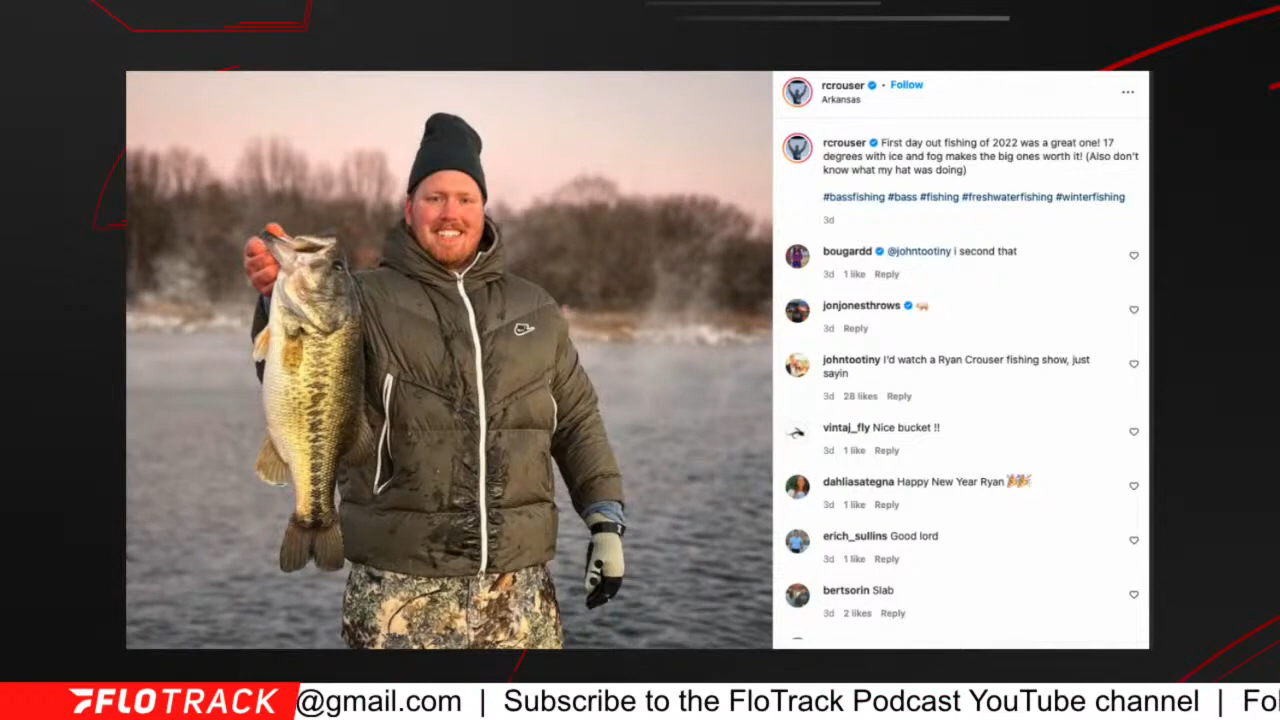 rcrouser • Follow
Arkansas
rcrouser First day out fishing of 2022 was a great one! 17
degrees with ice and fog makes the big ones worth it! (Also don't
know what my hat was doing)
#bassfishing #bass #fishing #freshwaterfishing #winterfishing
3d
bougardd @johntootiny i second that
3d 1 like Reply
jonjonesthrows
3d Reply
johntootiny I'd watch a Ryan Crouser fishing show, just
sayin
3d 28 likes Reply
vintaj_fly Nice bucket !!
3d 1 like Reply
dahliasategna Happy New Year Ryan 🎉🎉
3d 1 like Reply
erich_sullins Good lord
3d 1 like Reply
bertsorin Slab
3d 2 likes Reply
FLOTRACK @gmail.com | Subscribe to the FloTrack Podcast YouTube channel | Fol